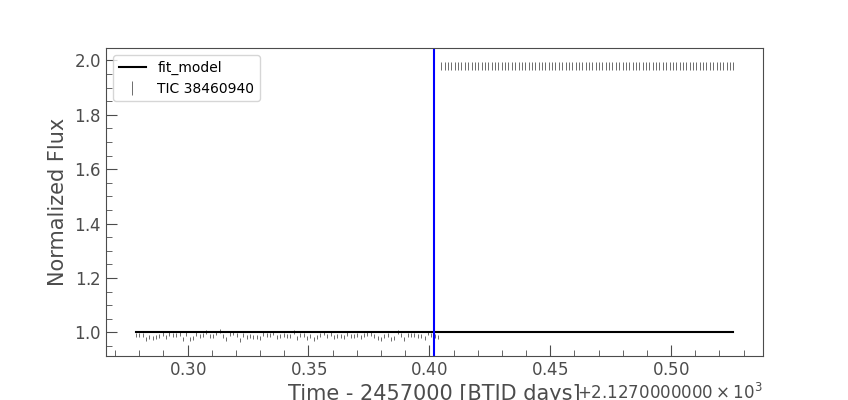 fit_model
TIC 38460940
2.0
1.8
1.6
1.4
1.2
1.0
Normalized Flux
0.30
0.35
0.40
0.45
0.50
Time - 2457000 [BTJD days]
+2.1270000000 × 10³